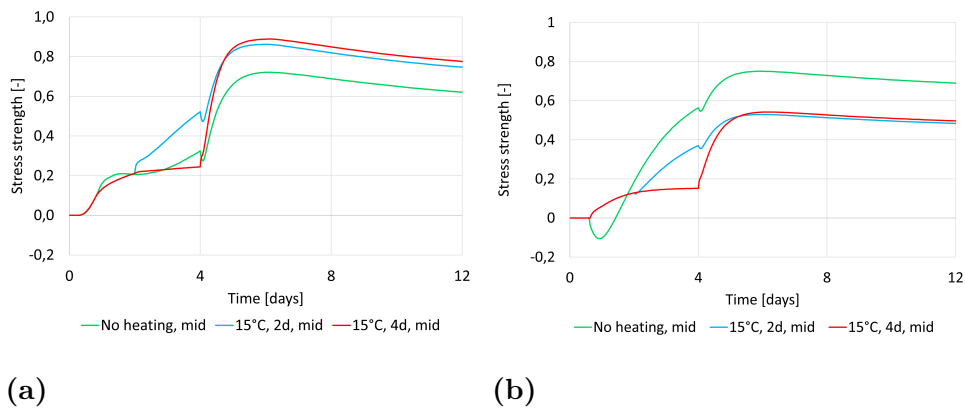 1,0
0,8
0,6
0,4
0,2
0,0
-0,2
Stress strength [-]
0 4 8 12
Time [days]
No heating, mid 15°C, 2d, mid 15°C, 4d, mid
(a)
1
0,8
0,6
0,4
0,2
0
-0,2
Stress strength [-]
0 4 8 12
Time [days]
No heating, mid 15°C, 2d, mid 15°C, 4d, mid
(b)